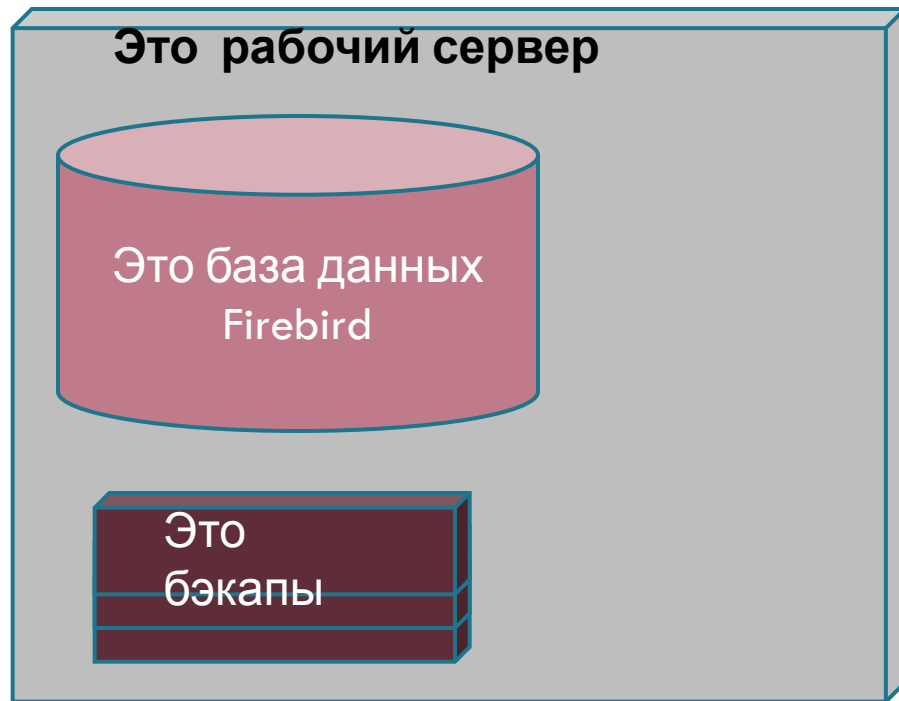 Это рабочий сервер
Это база данных
Firebird
Это
бэкапы